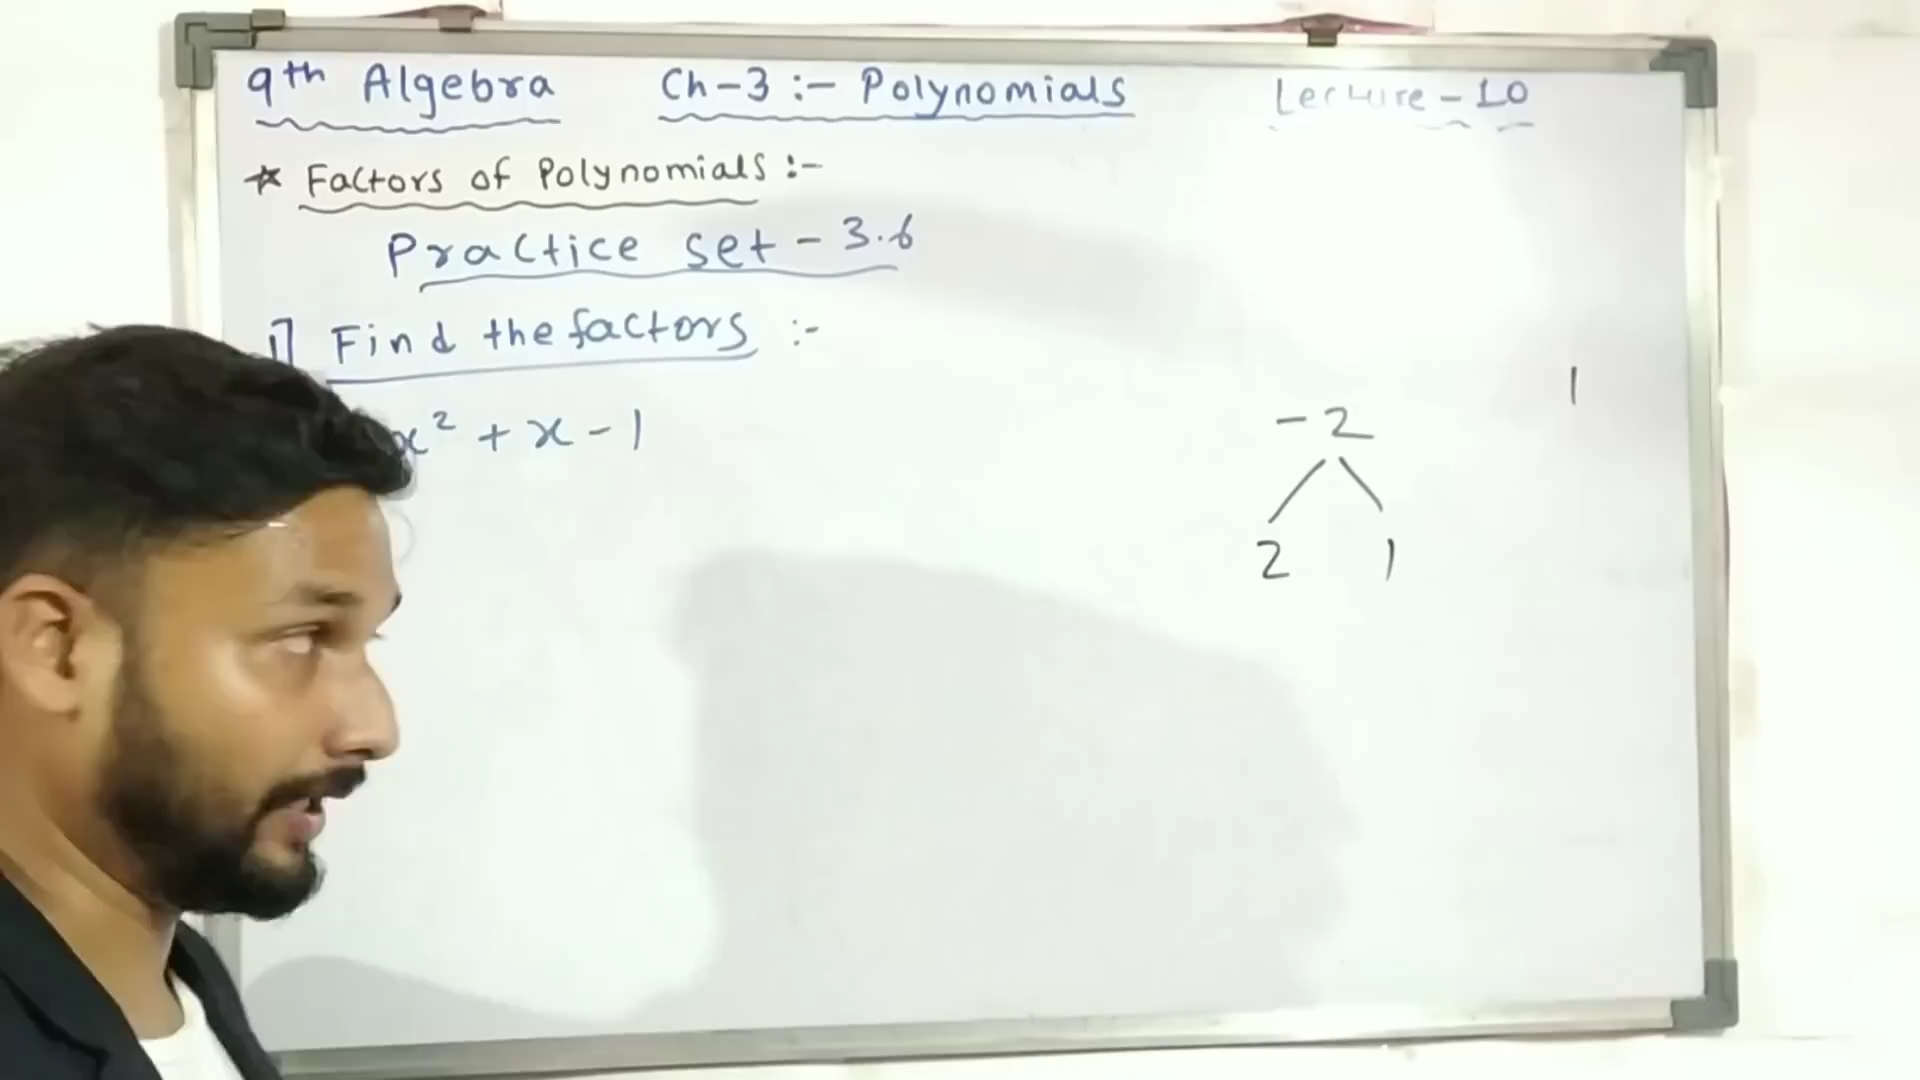 9th Algebra Ch-3 :- Polynomials Lecture - 10
* Factors of Polynomials :-
Practice set - 3.6
1] Find the factors :-
x² + x - 1
1
- 2
2 1